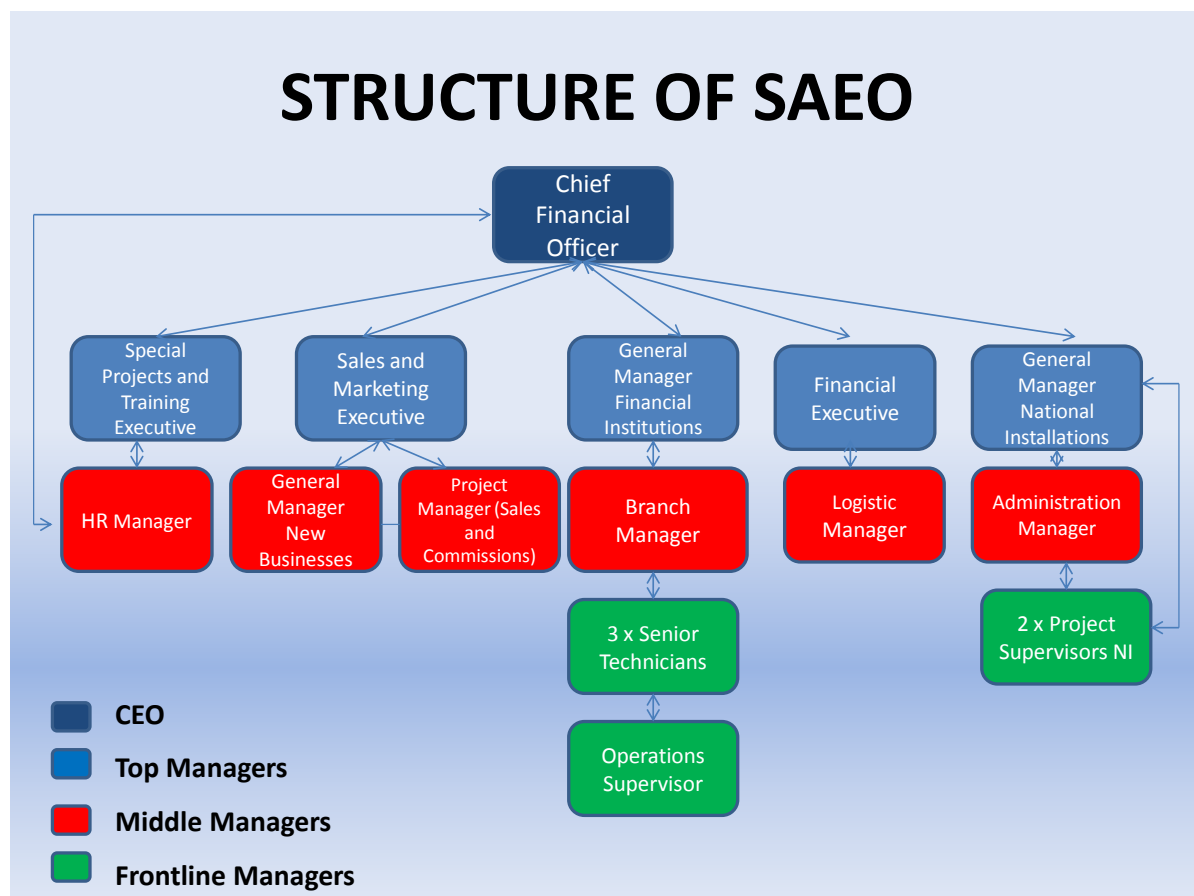 STRUCTURE OF SAEO
Chief
Financial
Officer
Special
Projects and
Training
Executive
Sales and
Marketing
Executive
General
Manager
Financial
Institutions
Financial
Executive
General
Manager
National
Installations
HR Manager
General
Manager
New
Businesses
Project
Manager (Sales
and
Commissions)
Branch
Manager
Logistic
Manager
Administration
Manager
3 x Senior
Technicians
2 x Project
Supervisors NI
Operations
Supervisor
CEO
Top Managers
Middle Managers
Frontline Managers